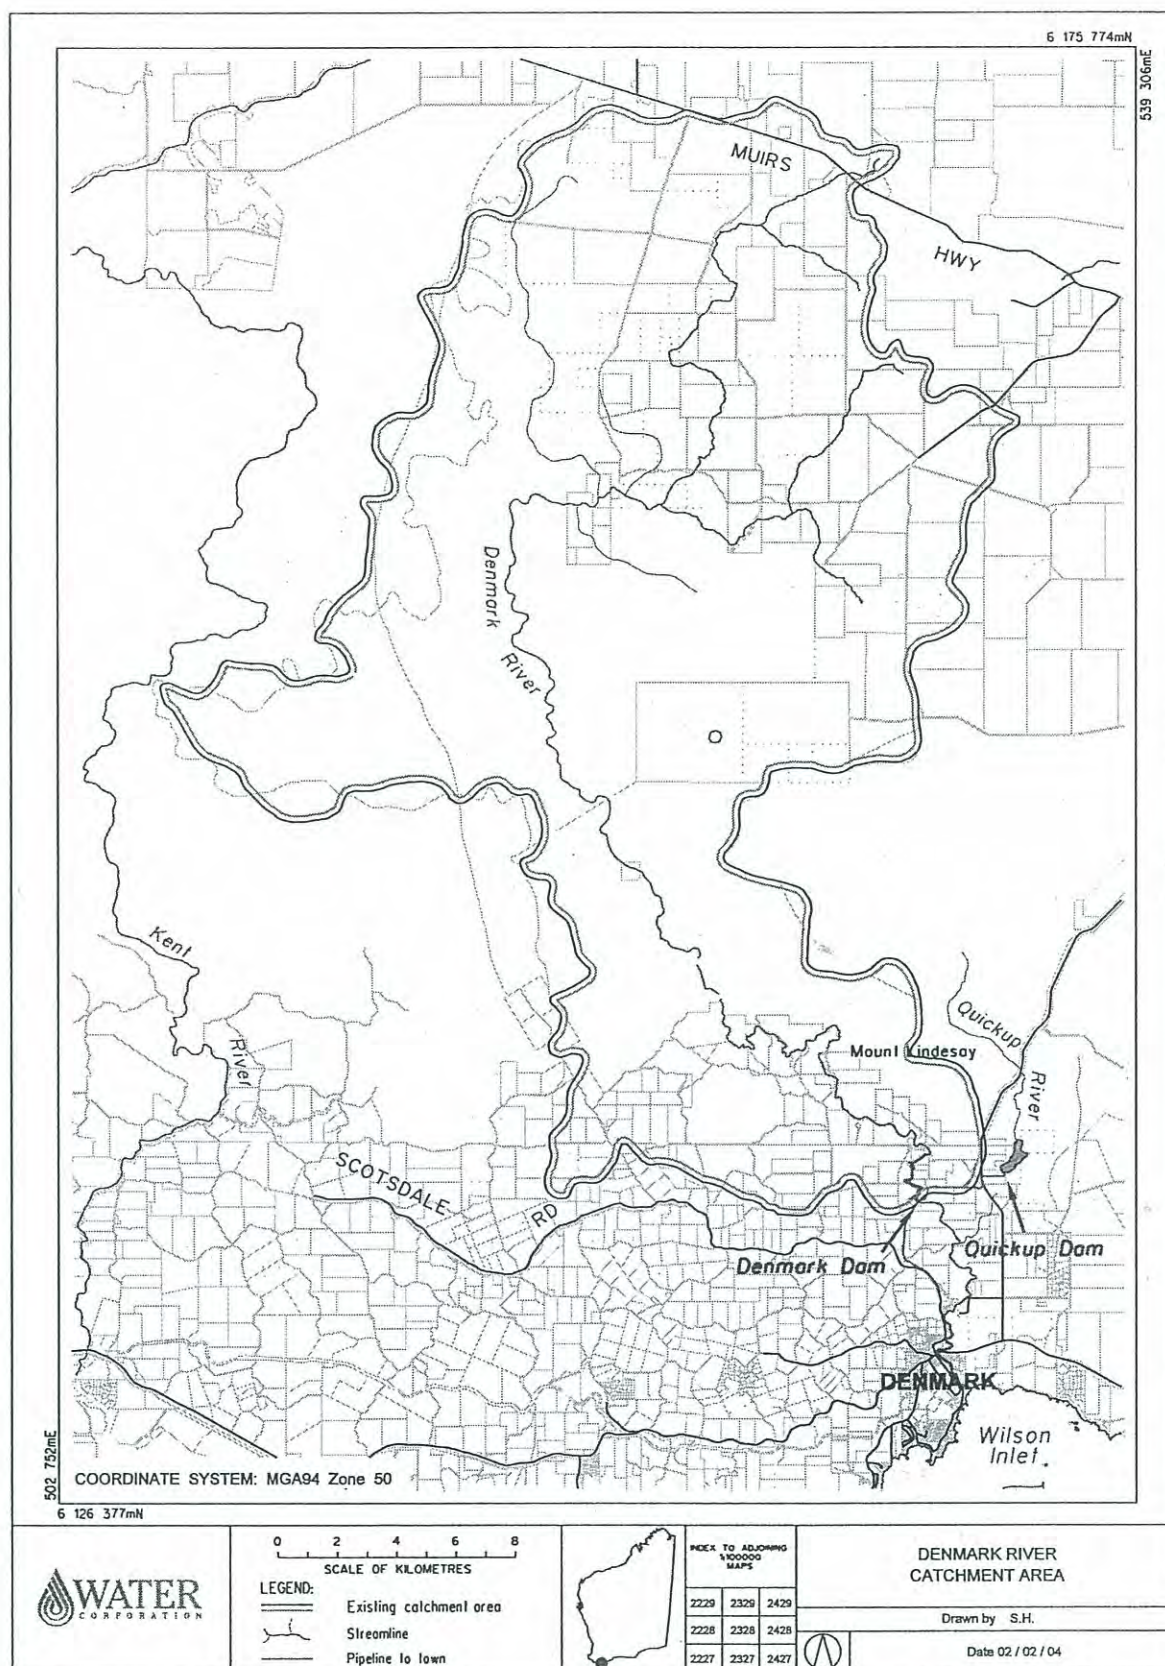 6 175 774mN
539 306mE
MUIRS
HWY
Denmark
River
Kent
River
Quickup
River
Mount Lindesay
SCOTSDALE
RD
Denmark Dam
Quickup Dam
DENMARK
Wilson
Inlet
COORDINATE SYSTEM: MGA94 Zone 50
502 752mE
6 126 377mN
WATER
CORPORATION
0 2 4 6 8
SCALE OF KILOMETRES
LEGEND:
Existing catchment area
Streamline
Pipeline to town
INDEX TO ADJOINING
1:100000
MAPS
2229 2329 2429
2228 2328 2428
2227 2327 2427
DENMARK RIVER
CATCHMENT AREA
Drawn by S.H.
Date 02 / 02 / 04